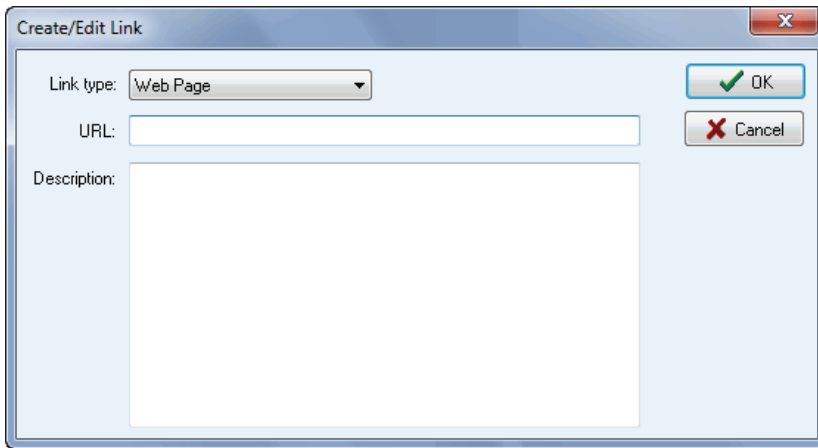 Create/Edit Link
Link type: Web Page
OK
URL:
Cancel
Description: